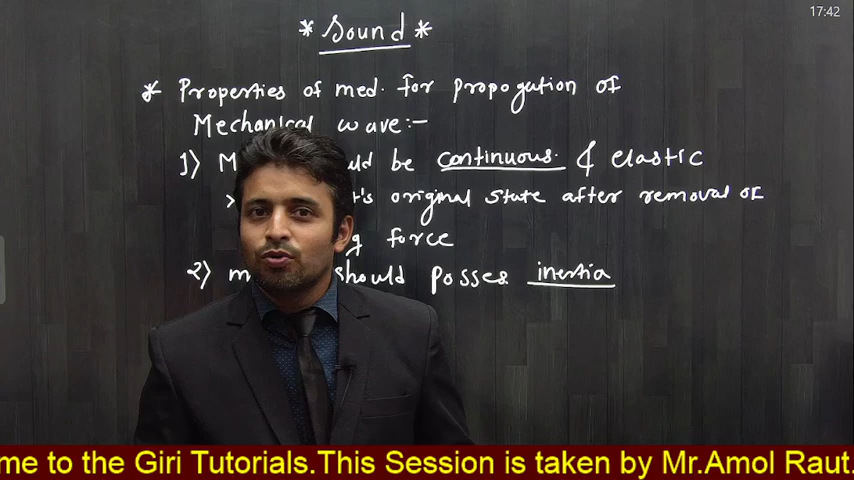 17:42
* Sound *
* Properties of med. for propogation of
Mechanical wave:-
1) M uld be continuous & elastic
> t's original state after removal of
g force
2) m should posses inertia
me to the Giri Tutorials.This Session is taken by Mr.Amol Raut.